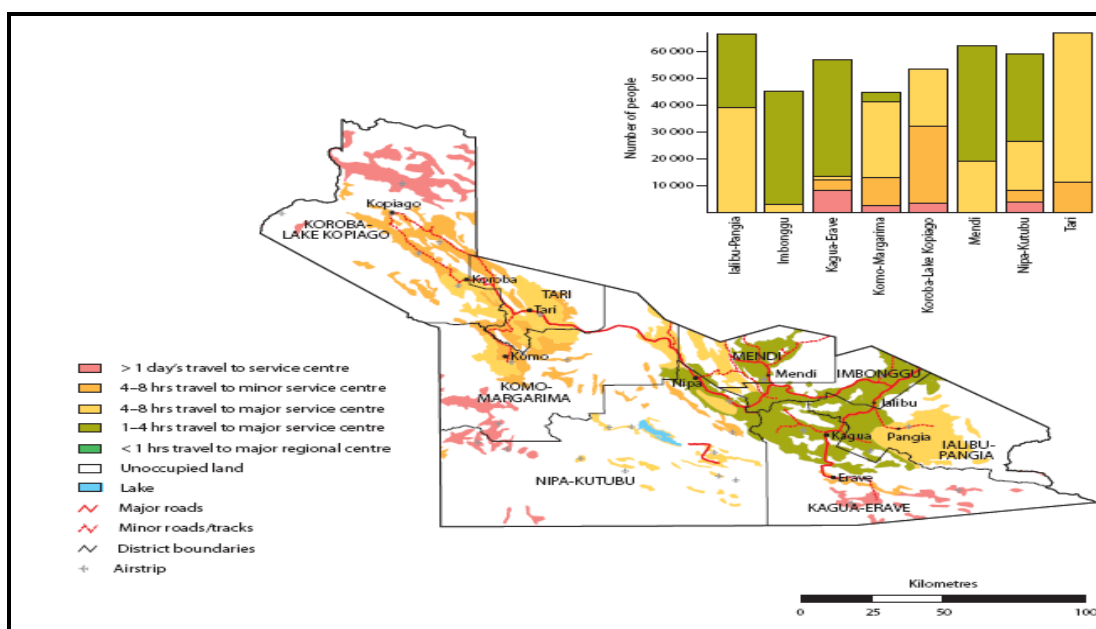 60 000
50 000
40 000
30 000
20 000
10 000
Number of people
Ialibu-Pangia
Imbonggu
Kagua-Erave
Komo-Margarima
Koroba-Lake Kopiago
Mendi
Nipa-Kutubu
Tari
Kopiago
KOROBA-
LAKE KOPIAGO
Koroba
TARI
Tari
Komo
KOMO-
MARGARIMA
MENDI
Mendi
Nipa
IMBONGGU
Ialibu
Kagua
Pangia
IALIBU-
PANGIA
NIPA-KUTUBU
Erave
KAGUA-ERAVE
> 1 day's travel to service centre
4–8 hrs travel to minor service centre
4–8 hrs travel to major service centre
1–4 hrs travel to major service centre
< 1 hrs travel to major regional centre
Unoccupied land
Lake
Major roads
Minor roads/tracks
District boundaries
Airstrip
Kilometres
0 25 50 100